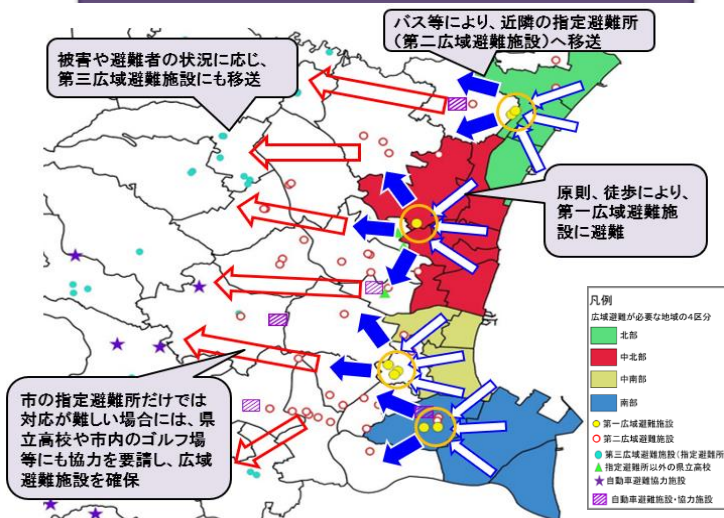 バス等により、近隣の指定避難所
（第二広域避難施設）へ移送
被害や避難者の状況に応じ、
第三広域避難施設にも移送
原則、徒歩により、
第一広域避難施
設に避難
市の指定避難所だけでは
対応が難しい場合には、県
立高校や市内のゴルフ場
等にも協力を要請し、広域
避難施設を確保
凡例
広域避難が必要な地域の4区分
北部
中北部
中南部
南部
第一広域避難施設
第二広域避難施設
第三広域避難施設（指定避難所
指定避難所以外の県立高校
自動車避難協力施設
自動車避難施設・協力施設